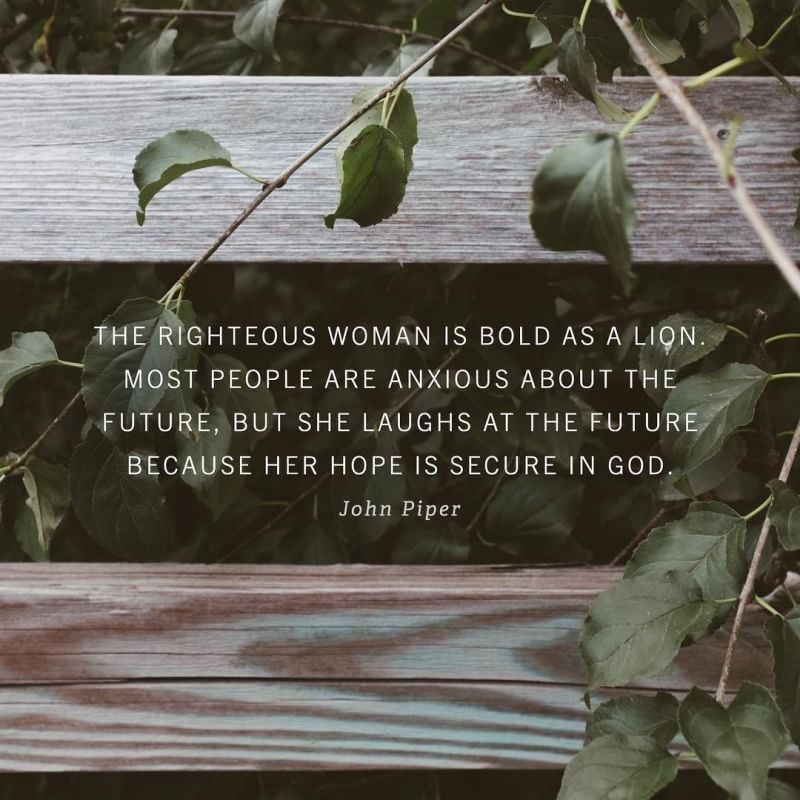 THE RIGHTEOUS WOMAN IS BOLD AS A LION.
MOST PEOPLE ARE ANXIOUS ABOUT THE
FUTURE, BUT SHE LAUGHS AT THE FUTURE
BECAUSE HER HOPE IS SECURE IN GOD.
John Piper